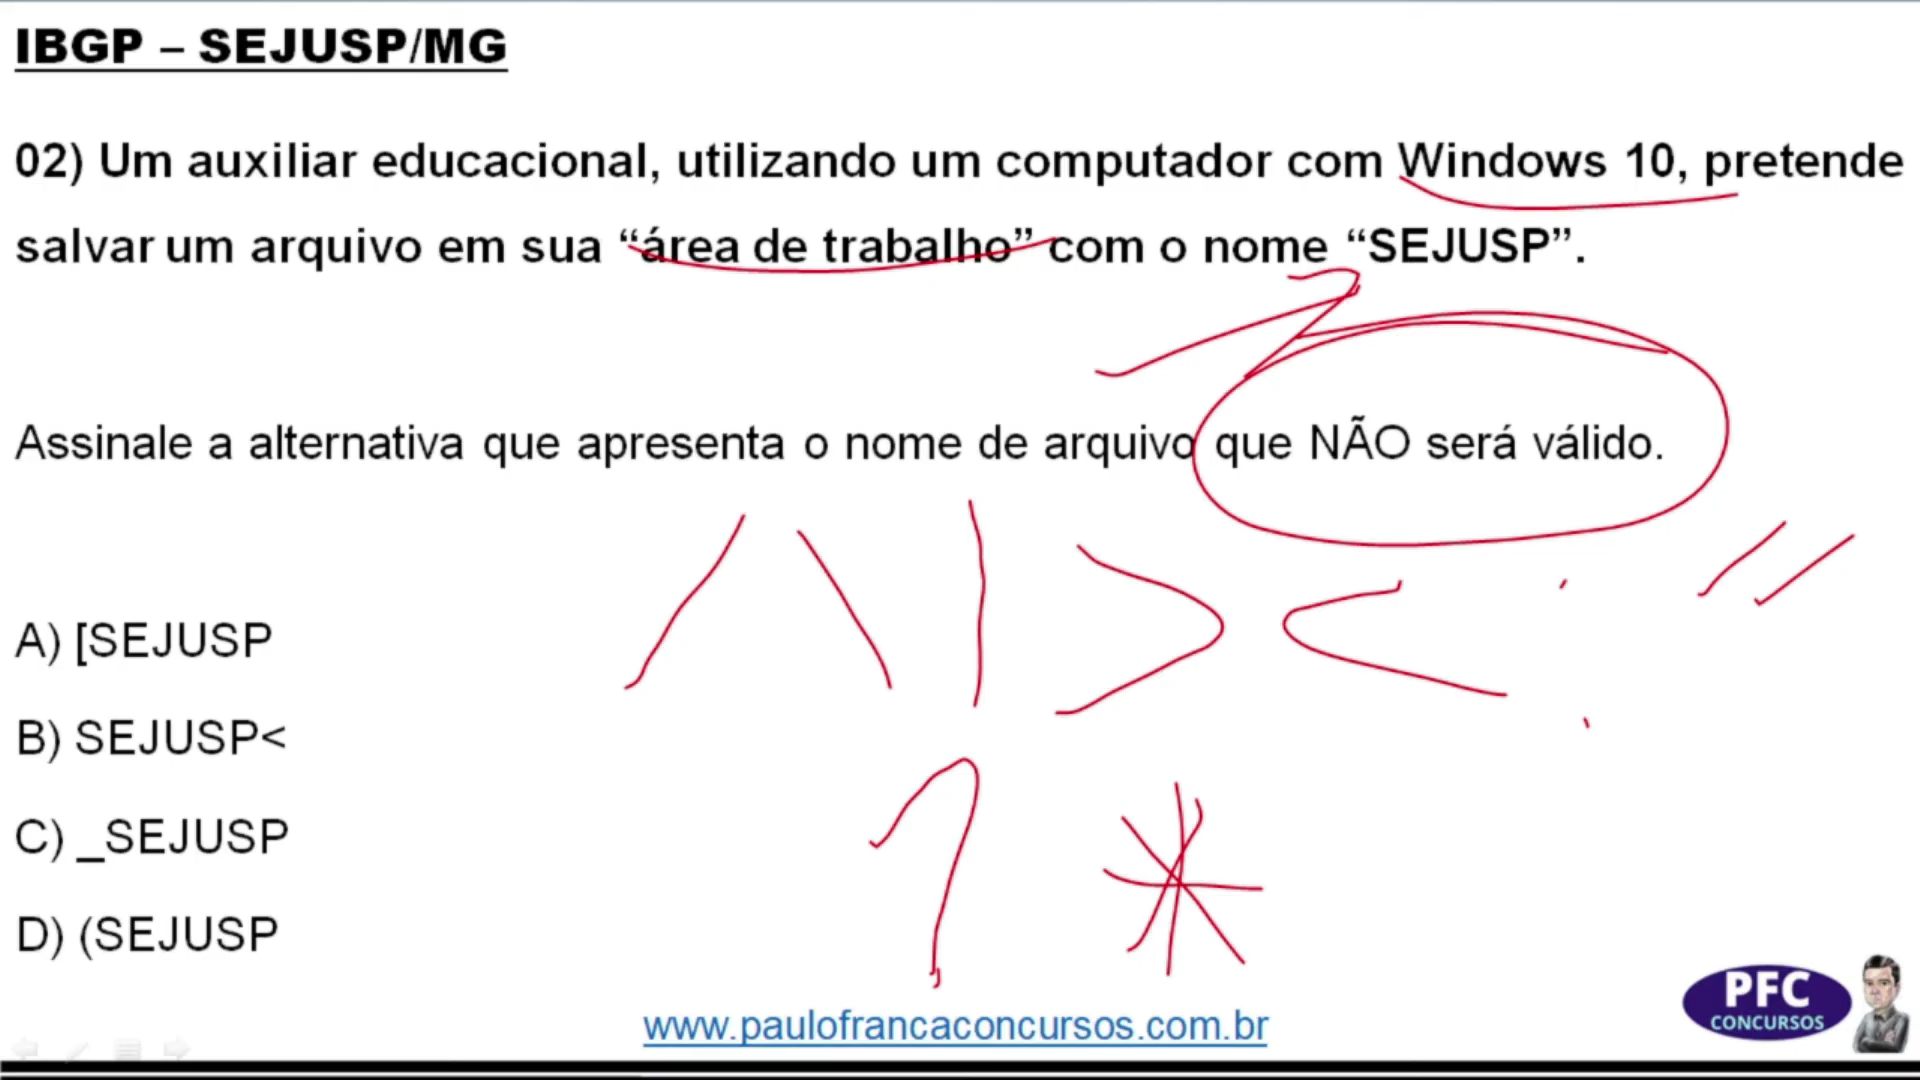 IBGP – SEJUSP/MG
02) Um auxiliar educacional, utilizando um computador com Windows 10, pretende
salvar um arquivo em sua “área de trabalho” com o nome “SEJUSP”.
Assinale a alternativa que apresenta o nome de arquivo que NÃO será válido.
/ \ | > < : "
A) [SEJUSP
B) SEJUSP<
C) _SEJUSP
D) (SEJUSP
? *
www.paulofrancaconcursos.com.br
PFC
CONCURSOS